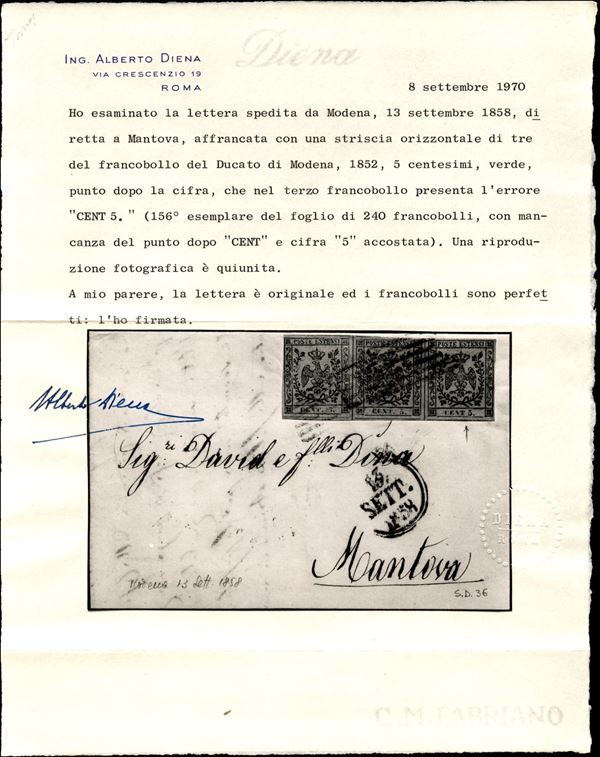 Diena
ING. ALBERTO DIENA
VIA CRESCENZIO 19
ROMA
8 settembre 1970
Ho esaminato la lettera spedita da Modena, 13 settembre 1858, di
retta a Mantova, affrancata con una striscia orizzontale di tre
del francobollo del Ducato di Modena, 1852, 5 centesimi, verde,
punto dopo la cifra, che nel terzo francobollo presenta l'errore
"CENT 5. " (156° esemplare del foglio di 240 francobolli, con man-
canza del punto dopo "CENT" e cifra "5" accostata). Una riprodu-
zione fotografica è quiunita.
A mio parere, la lettera è originale ed i francobolli sono perfet
ti: l'ho firmata.
POSTE ESTENSI POSTE ESTENSI POSTE ESTENSI
CENT. 5. CENT. 5. CENT 5.
Alberto Diena
Sig.ri David e f.lli Dina
13
SETT.
1858
DIENA
ROMA
Mantova
Modena 13 Sett. 1858
S.D. 36
C.M. FABRIANO